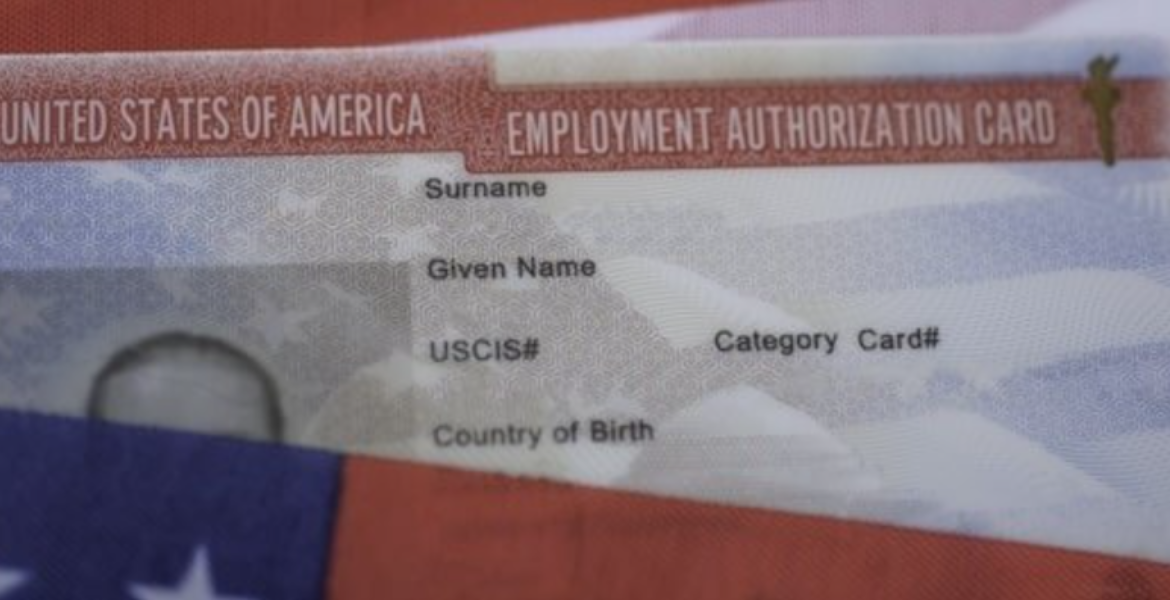 UNITED STATES OF AMERICA
EMPLOYMENT AUTHORIZATION CARD
Surname
Given Name
USCIS# Category Card#
Country of Birth